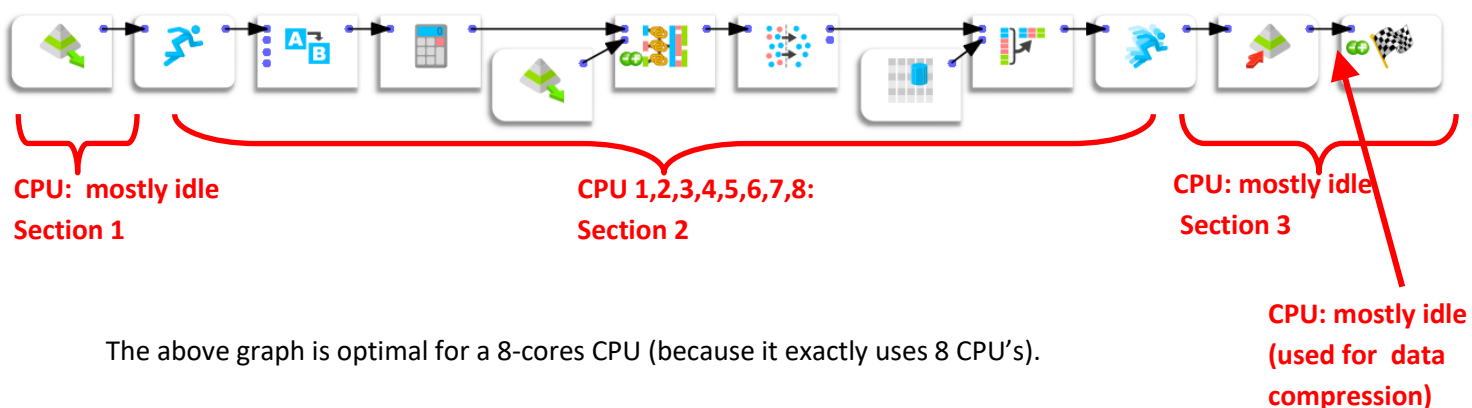 A
B
CPU: mostly idle
Section 1
CPU 1,2,3,4,5,6,7,8:
Section 2
CPU: mostly idle
Section 3
CPU: mostly idle
(used for data
compression)
The above graph is optimal for a 8-cores CPU (because it exactly uses 8 CPU’s).